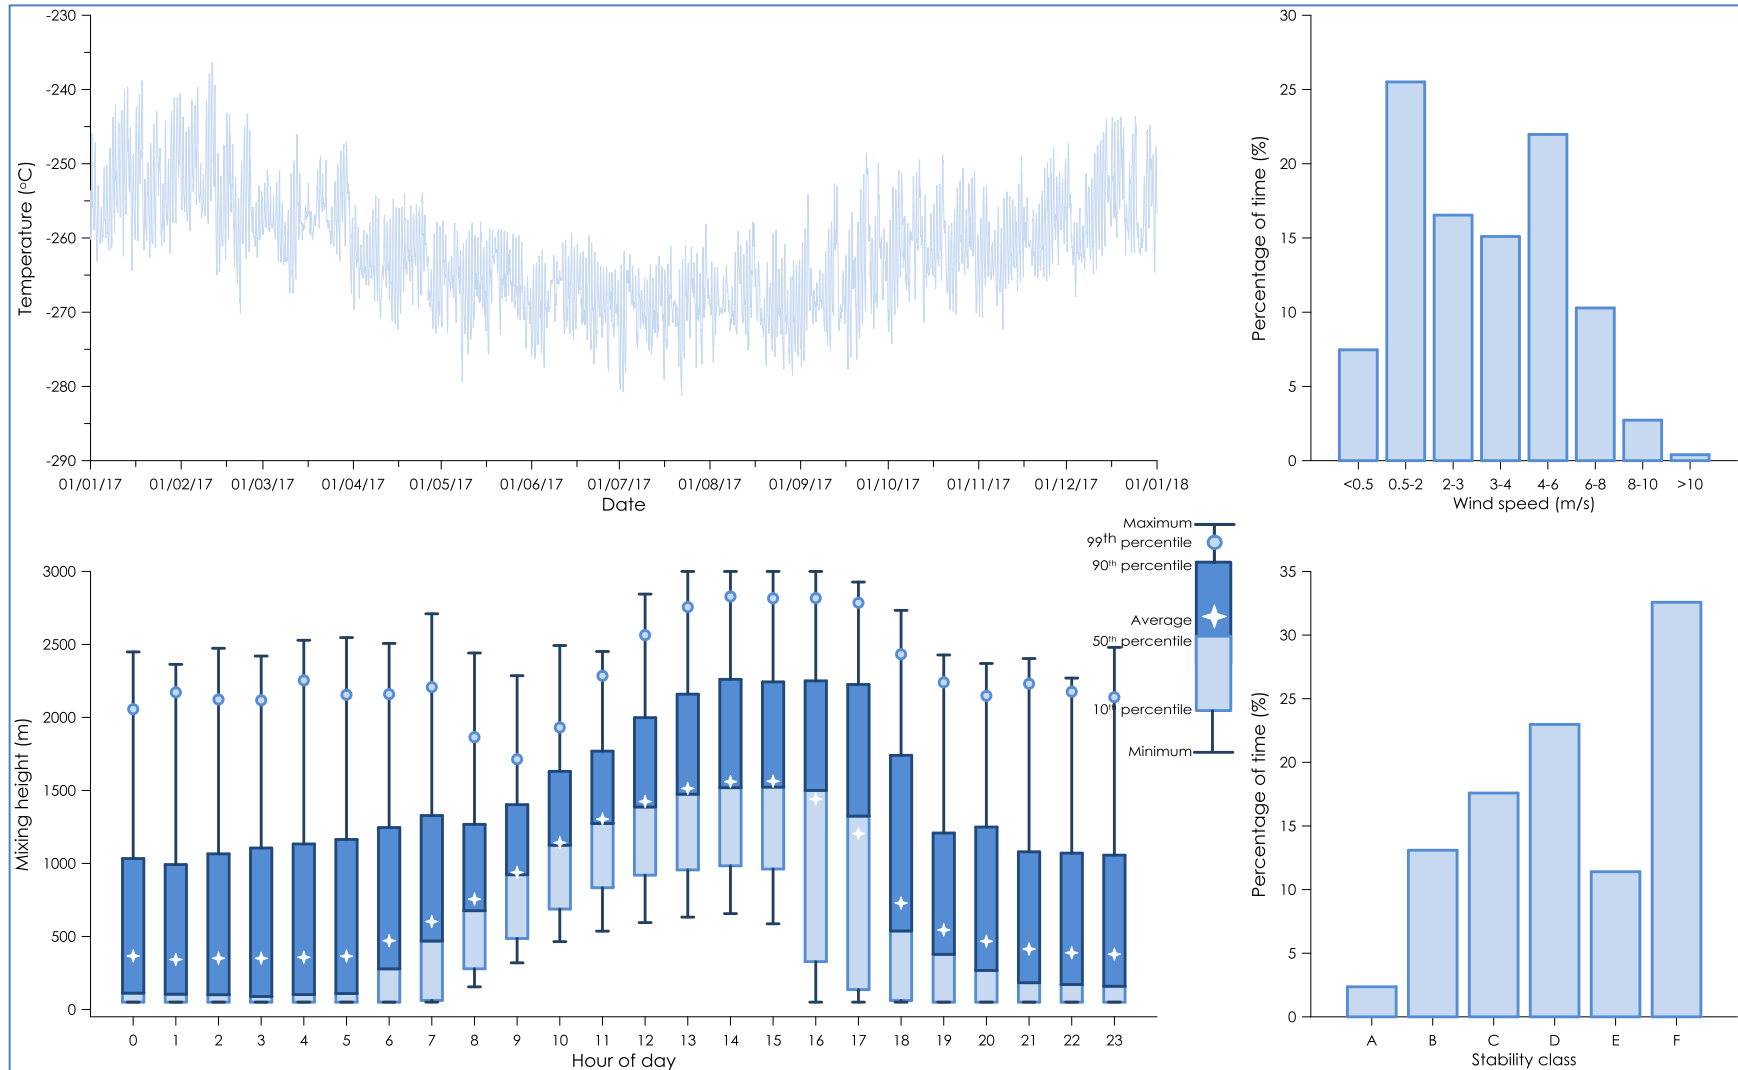 -230
-240
-250
-260
-270
-280
-290
Temperature (°C)
01/01/17 01/02/17 01/03/17 01/04/17 01/05/17 01/06/17 01/07/17 01/08/17 01/09/17 01/10/17 01/11/17 01/12/17 01/01/18
Date
30
25
20
15
10
5
0
Percentage of time (%)
<0.5 0.5-2 2-3 3-4 4-6 6-8 8-10 >10
Wind speed (m/s)
3000
2500
2000
1500
1000
500
0
Mixing height (m)
0 1 2 3 4 5 6 7 8 9 10 11 12 13 14 15 16 17 18 19 20 21 22 23
Hour of day
Maximum
99th percentile
90th percentile
Average
50th percentile
10th percentile
Minimum
35
30
25
20
15
10
5
0
Percentage of time (%)
A B C D E F
Stability class